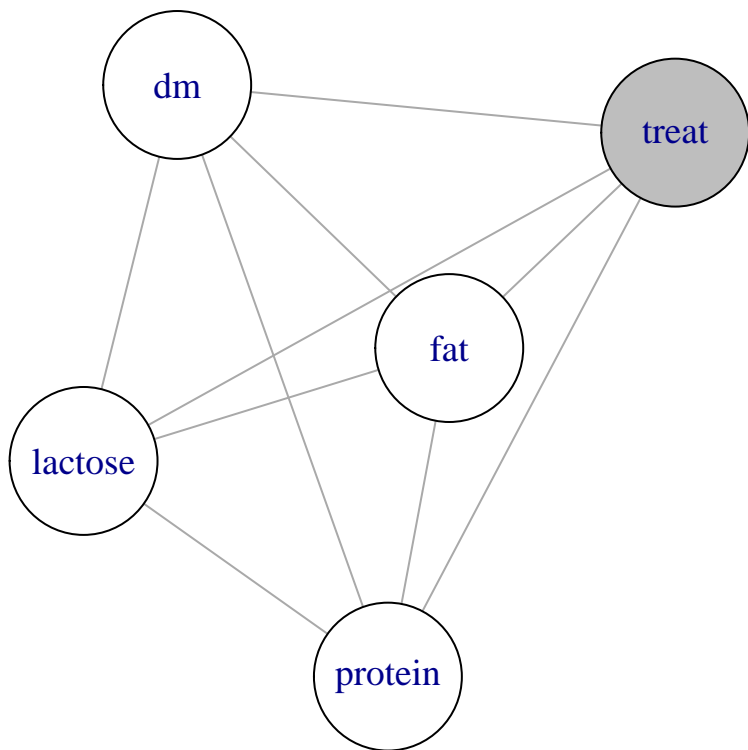 dm
treat
fat
lactose
protein